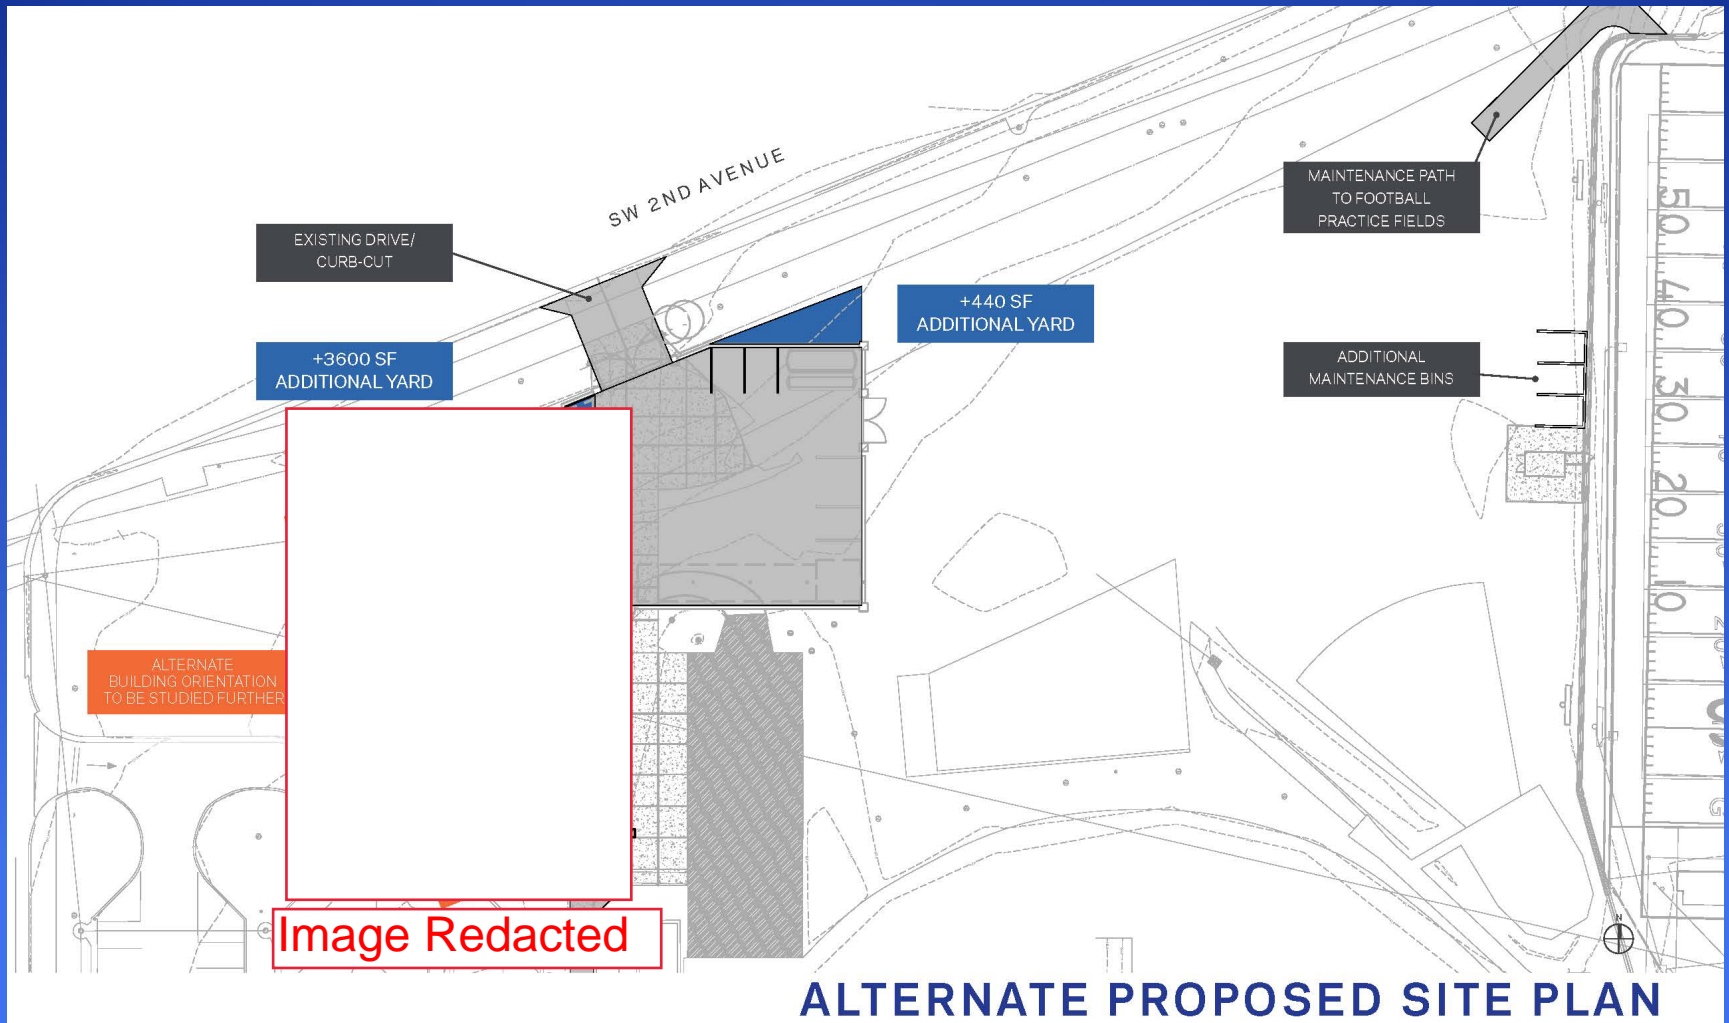 SW 2ND AVENUE
EXISTING DRIVE/
CURB-CUT
MAINTENANCE PATH
TO FOOTBALL
PRACTICE FIELDS
+440 SF
ADDITIONAL YARD
+3600 SF
ADDITIONAL YARD
ADDITIONAL
MAINTENANCE BINS
50
40
30
20
10
ALTERNATE
BUILDING ORIENTATION
TO BE STUDIED FURTHER
Image Redacted
N
ALTERNATE PROPOSED SITE PLAN